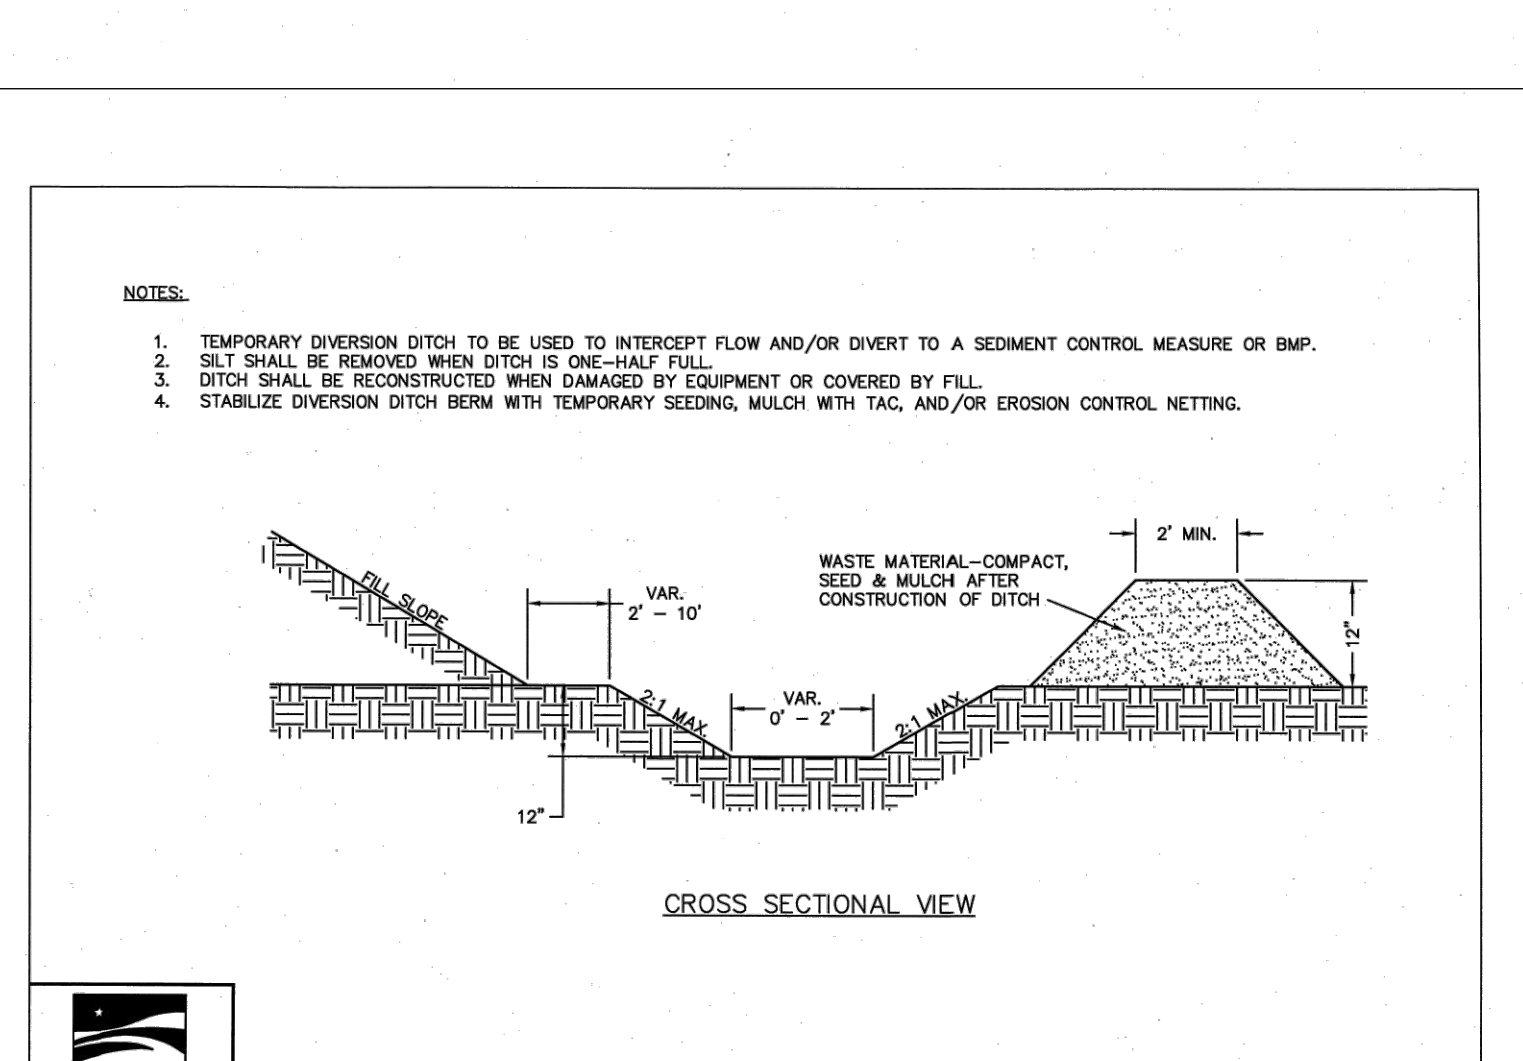 NOTES:
1. TEMPORARY DIVERSION DITCH TO BE USED TO INTERCEPT FLOW AND/OR DIVERT TO A SEDIMENT CONTROL MEASURE OR BMP.
2. SILT SHALL BE REMOVED WHEN DITCH IS ONE-HALF FULL.
3. DITCH SHALL BE RECONSTRUCTED WHEN DAMAGED BY EQUIPMENT OR COVERED BY FILL.
4. STABILIZE DIVERSION DITCH BERM WITH TEMPORARY SEEDING, MULCH WITH TAC, AND/OR EROSION CONTROL NETTING.
2' MIN.
WASTE MATERIAL-COMPACT,
SEED & MULCH AFTER
CONSTRUCTION OF DITCH
FILL SLOPE
VAR.
2' - 10'
12"
2:1 MAX.
VAR.
0' - 2'
2:1 MAX.
12"
CROSS SECTIONAL VIEW